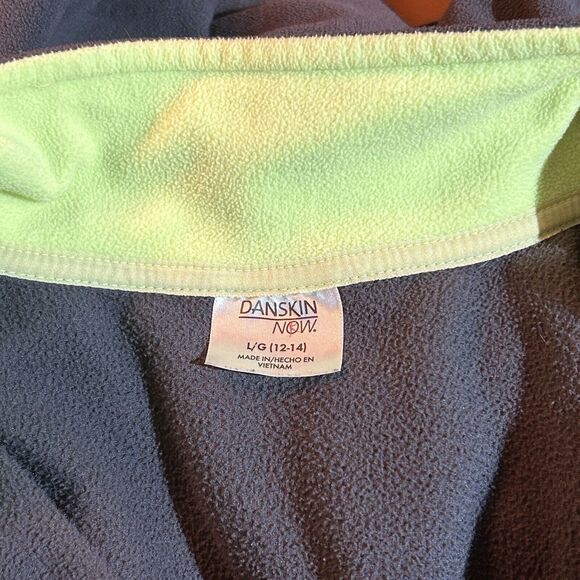 DANSKIN
NOW.
L/G (12-14)
MADE IN/HECHO EN
VIETNAM